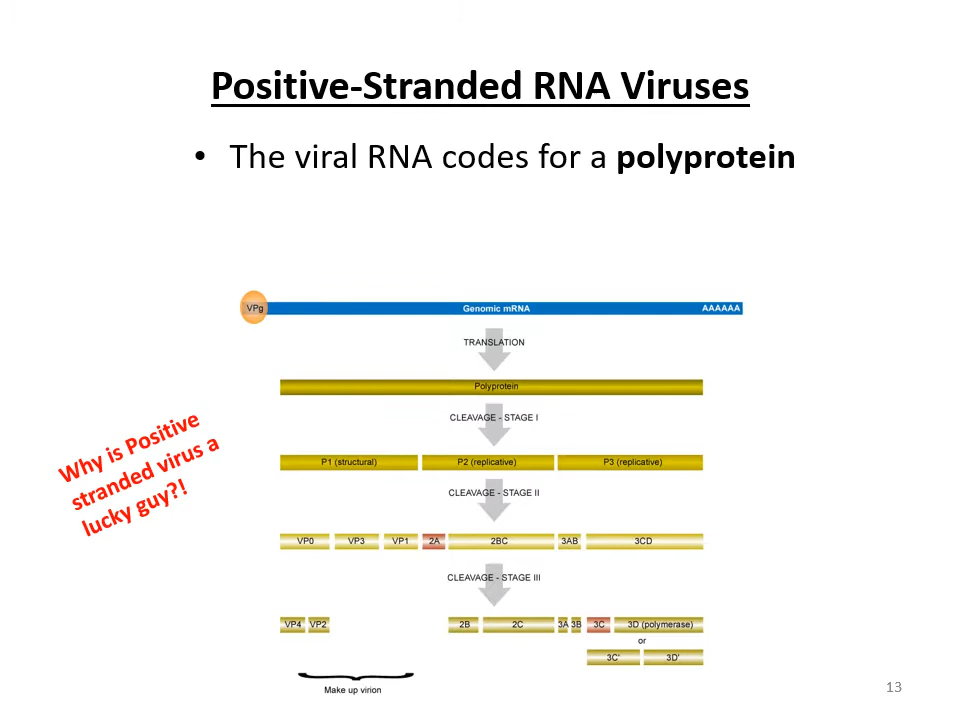 Positive-Stranded RNA Viruses
• The viral RNA codes for a polyprotein
VPg Genomic mRNA AAAAAA
TRANSLATION
Polyprotein
CLEAVAGE - STAGE I
Why is Positive
stranded virus a
lucky guy?!
P1 (structural) P2 (replicative) P3 (replicative)
CLEAVAGE - STAGE II
VP0 VP3 VP1 2A 2BC 3AB 3CD
CLEAVAGE - STAGE III
VP4 VP2 2B 2C 3A 3B 3C 3D (polymerase)
or
3C' 3D'
Make up virion
13